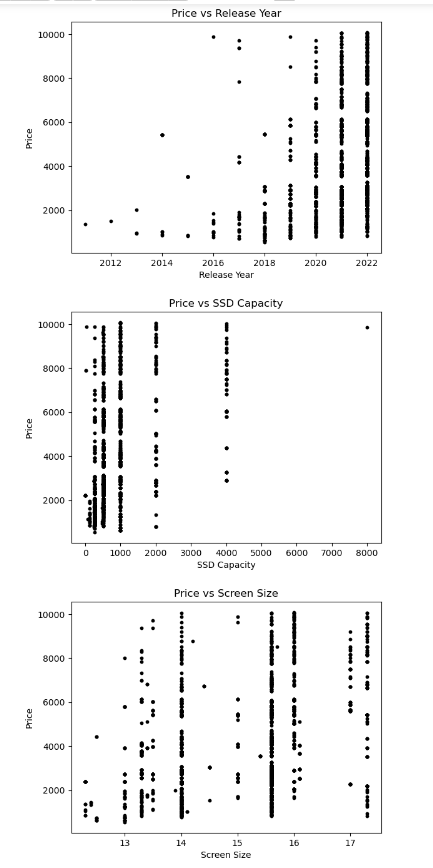 Price vs Release Year
10000
8000
6000
4000
2000
Price
2012 2014 2016 2018 2020 2022
Release Year
Price vs SSD Capacity
10000
8000
6000
4000
2000
Price
0 1000 2000 3000 4000 5000 6000 7000 8000
SSD Capacity
Price vs Screen Size
10000
8000
6000
4000
2000
Price
13 14 15 16 17
Screen Size